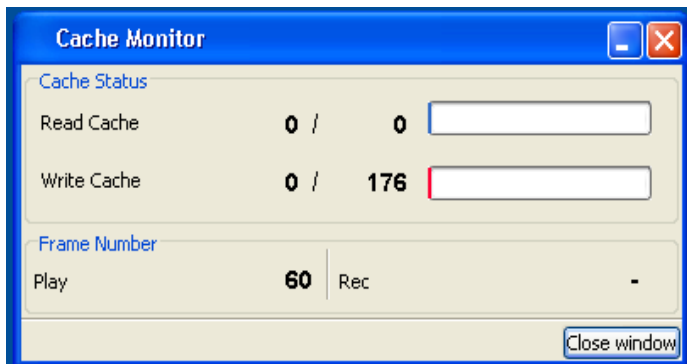 Cache Monitor
Cache Status
Read Cache 0 / 0
Write Cache 0 / 176
Frame Number
Play 60 Rec -
Close window